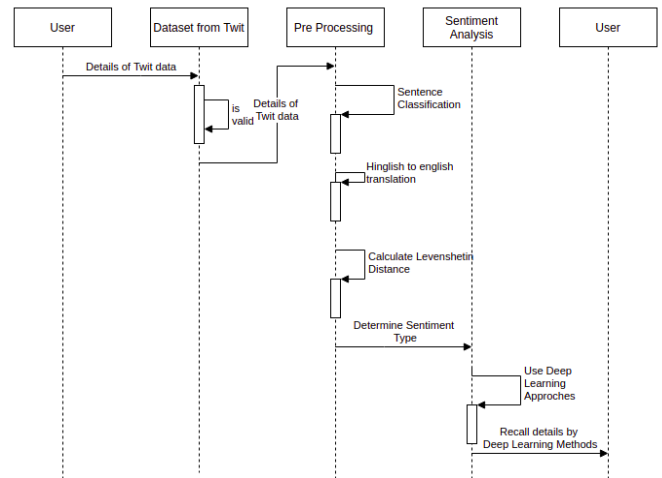 User
Dataset from Twit
Pre Processing
Sentiment
Analysis
User
Details of Twit data
is
valid
Details of
Twit data
Sentence
Classification
Hinglish to english
translation
Calculate Levenshetin
Distance
Determine Sentiment
Type
Use Deep
Learning
Approches
Recall details by
Deep Learning Methods